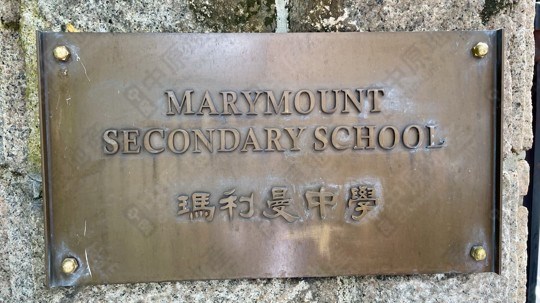 MARYMOUNT
SECONDARY SCHOOL
瑪利曼中學